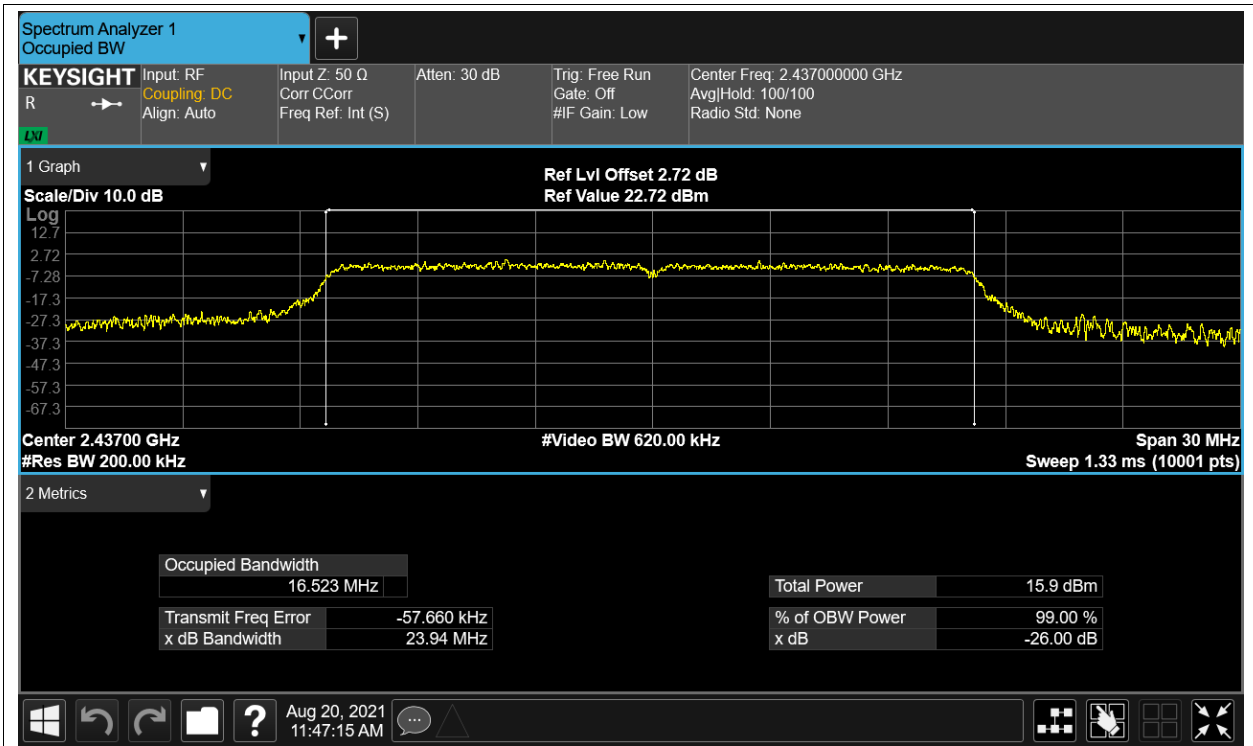 Spectrum Analyzer 1
Occupied BW
KEYSIGHT
R
LXI
Input: RF
Coupling: DC
Align: Auto
Input Z: 50 Ω
Corr CCorr
Freq Ref: Int (S)
Atten: 30 dB
Trig: Free Run
Gate: Off
#IF Gain: Low
Center Freq: 2.437000000 GHz
Avg|Hold: 100/100
Radio Std: None
1 Graph
Scale/Div 10.0 dB
Ref Lvl Offset 2.72 dB
Ref Value 22.72 dBm
Log
12.7
2.72
-7.28
-17.3
-27.3
-37.3
-47.3
-57.3
-67.3
Center 2.43700 GHz
#Video BW 620.00 kHz
Span 30 MHz
#Res BW 200.00 kHz
Sweep 1.33 ms (10001 pts)
2 Metrics
Occupied Bandwidth
16.523 MHz
Total Power 15.9 dBm
Transmit Freq Error -57.660 kHz
% of OBW Power 99.00 %
x dB Bandwidth 23.94 MHz
x dB -26.00 dB
?
Aug 20, 2021
11:47:15 AM